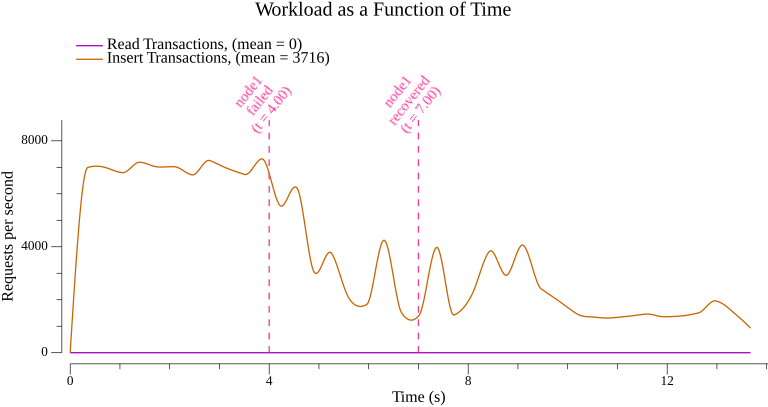 Workload as a Function of Time
Read Transactions, (mean = 0)
Insert Transactions, (mean = 3716)
node1
failed
(t = 4.00)
node1
recovered
(t = 7.00)
Requests per second
8000
4000
0
0
4
8
12
Time (s)